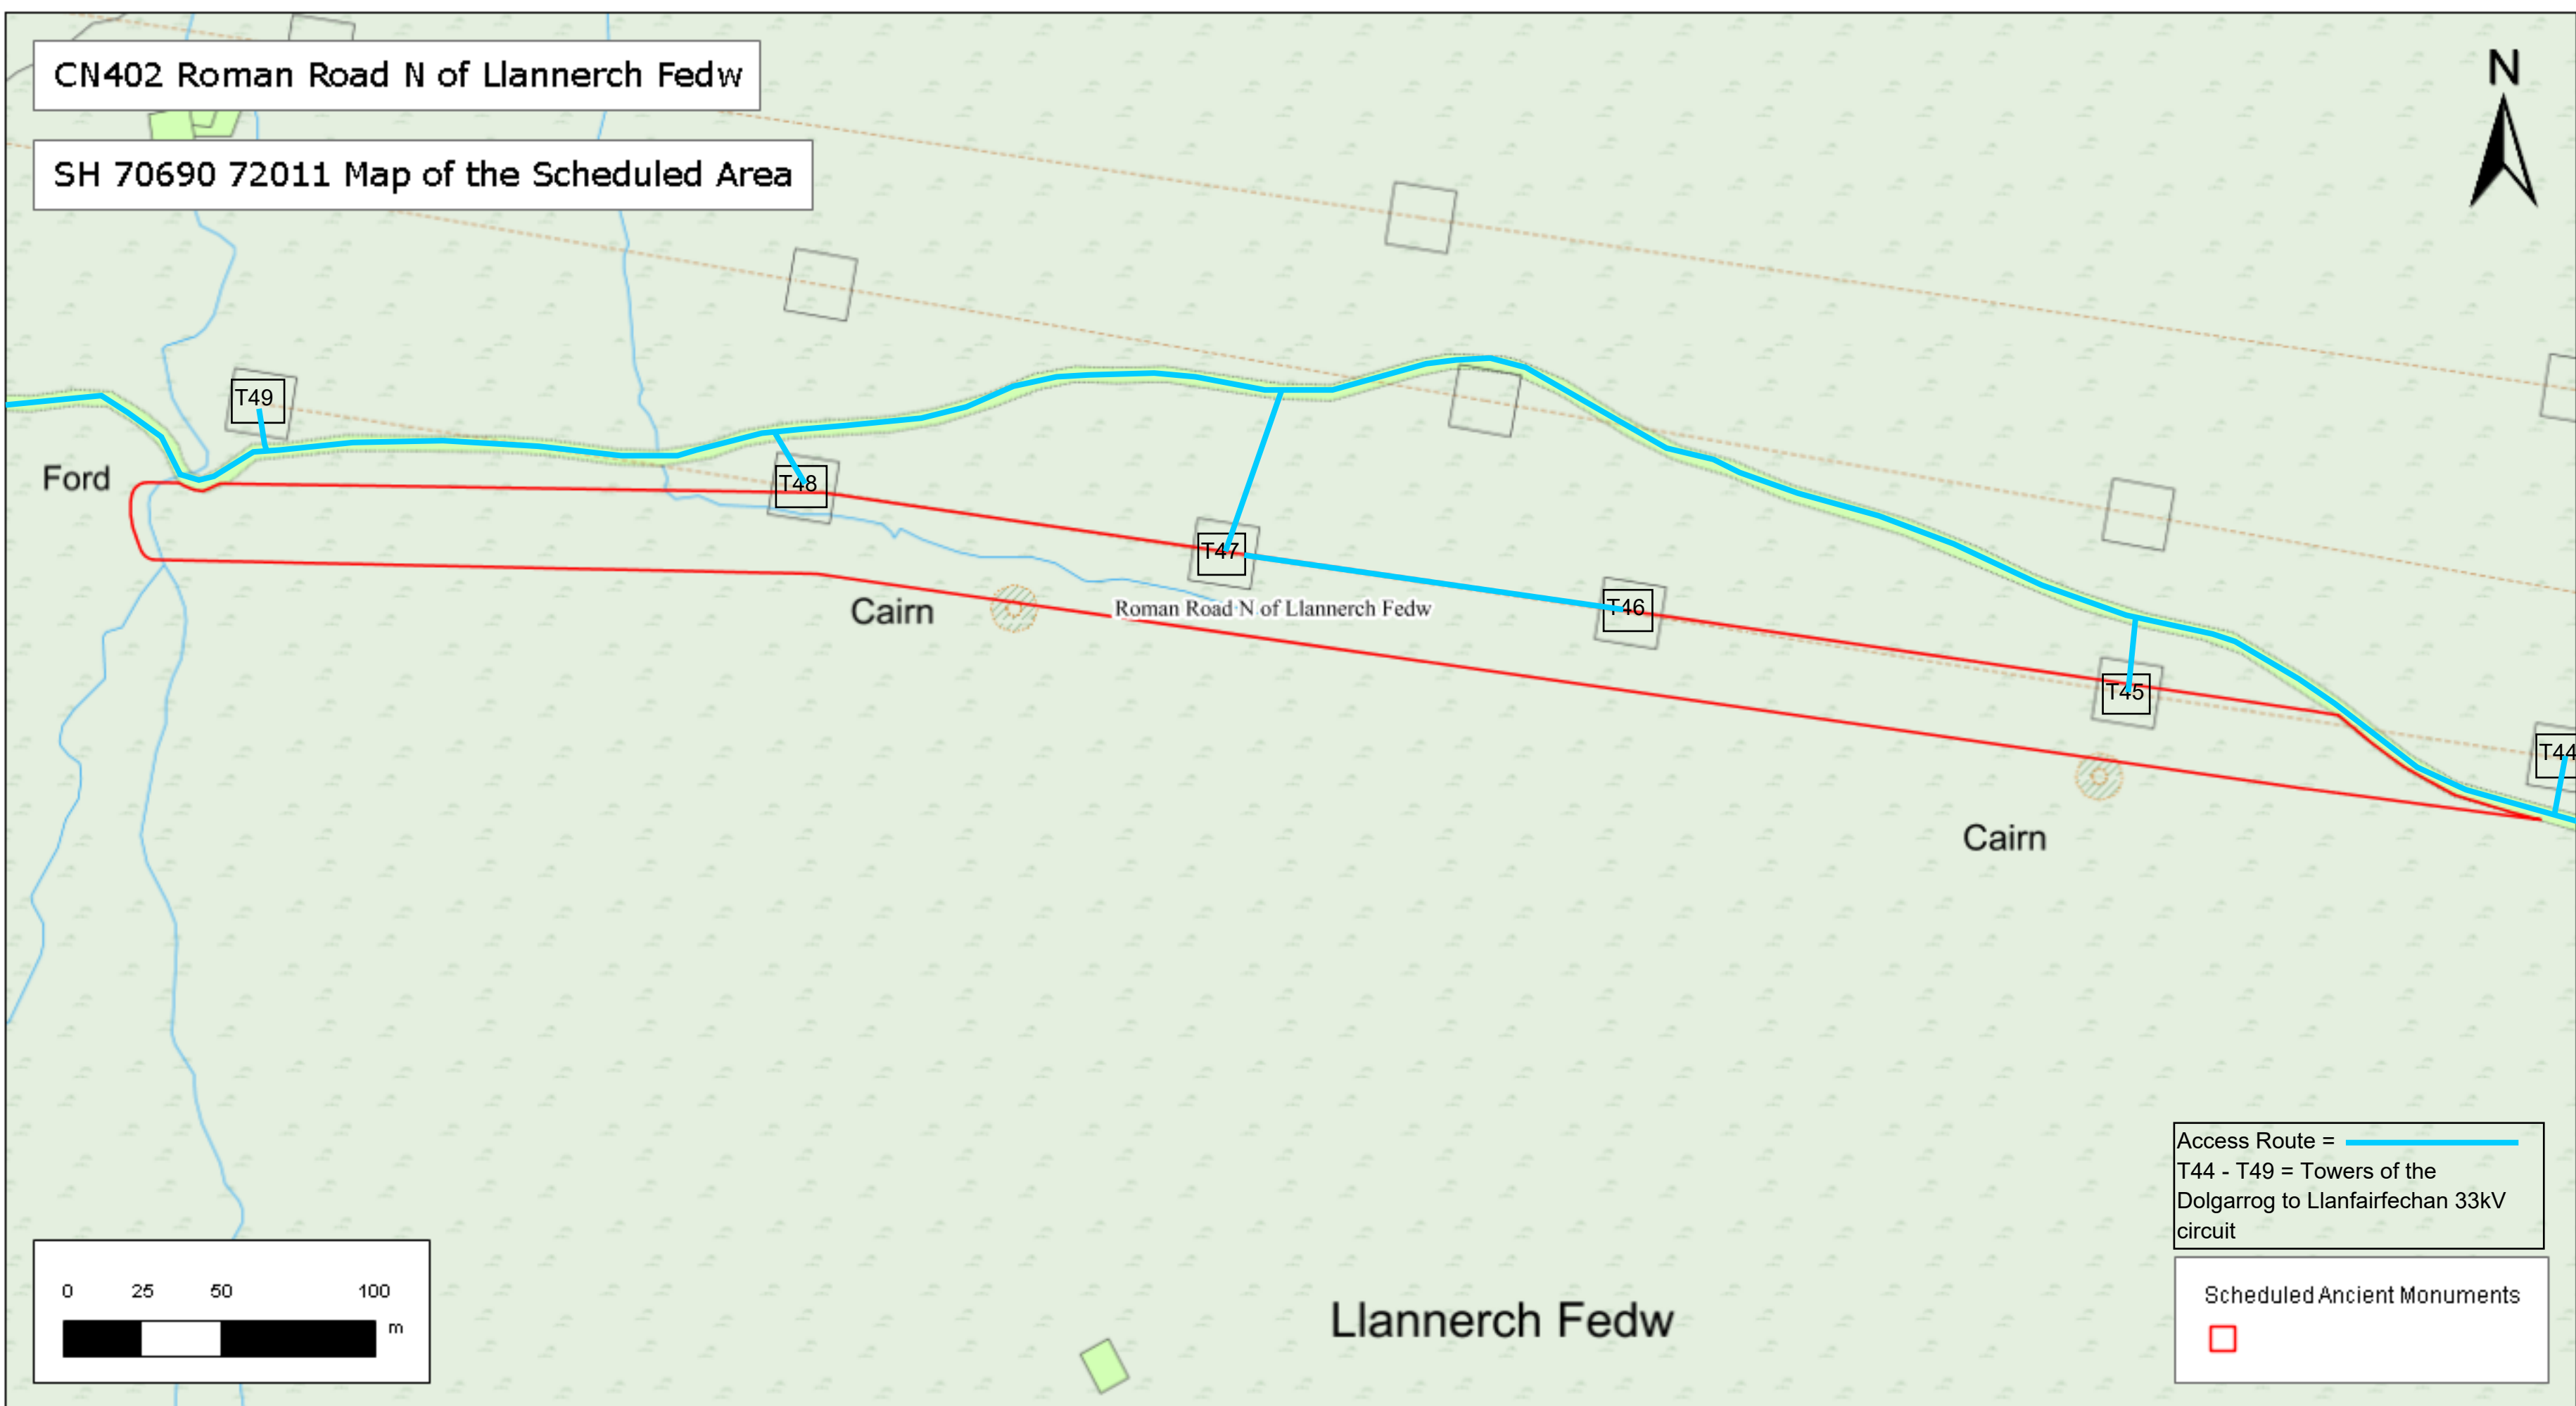 CN402 Roman Road N of Llannerch Fedw
N
SH 70690 72011 Map of the Scheduled Area
T49
Ford
T48
T47
Cairn
Roman Road N of Llannerch Fedw
T46
T45
T44
Cairn
Access Route =
T44 - T49 = Towers of the
Dolgarrog to Llanfairfechan 33kV
circuit
0 25 50 100
m
Llannerch Fedw
Scheduled Ancient Monuments